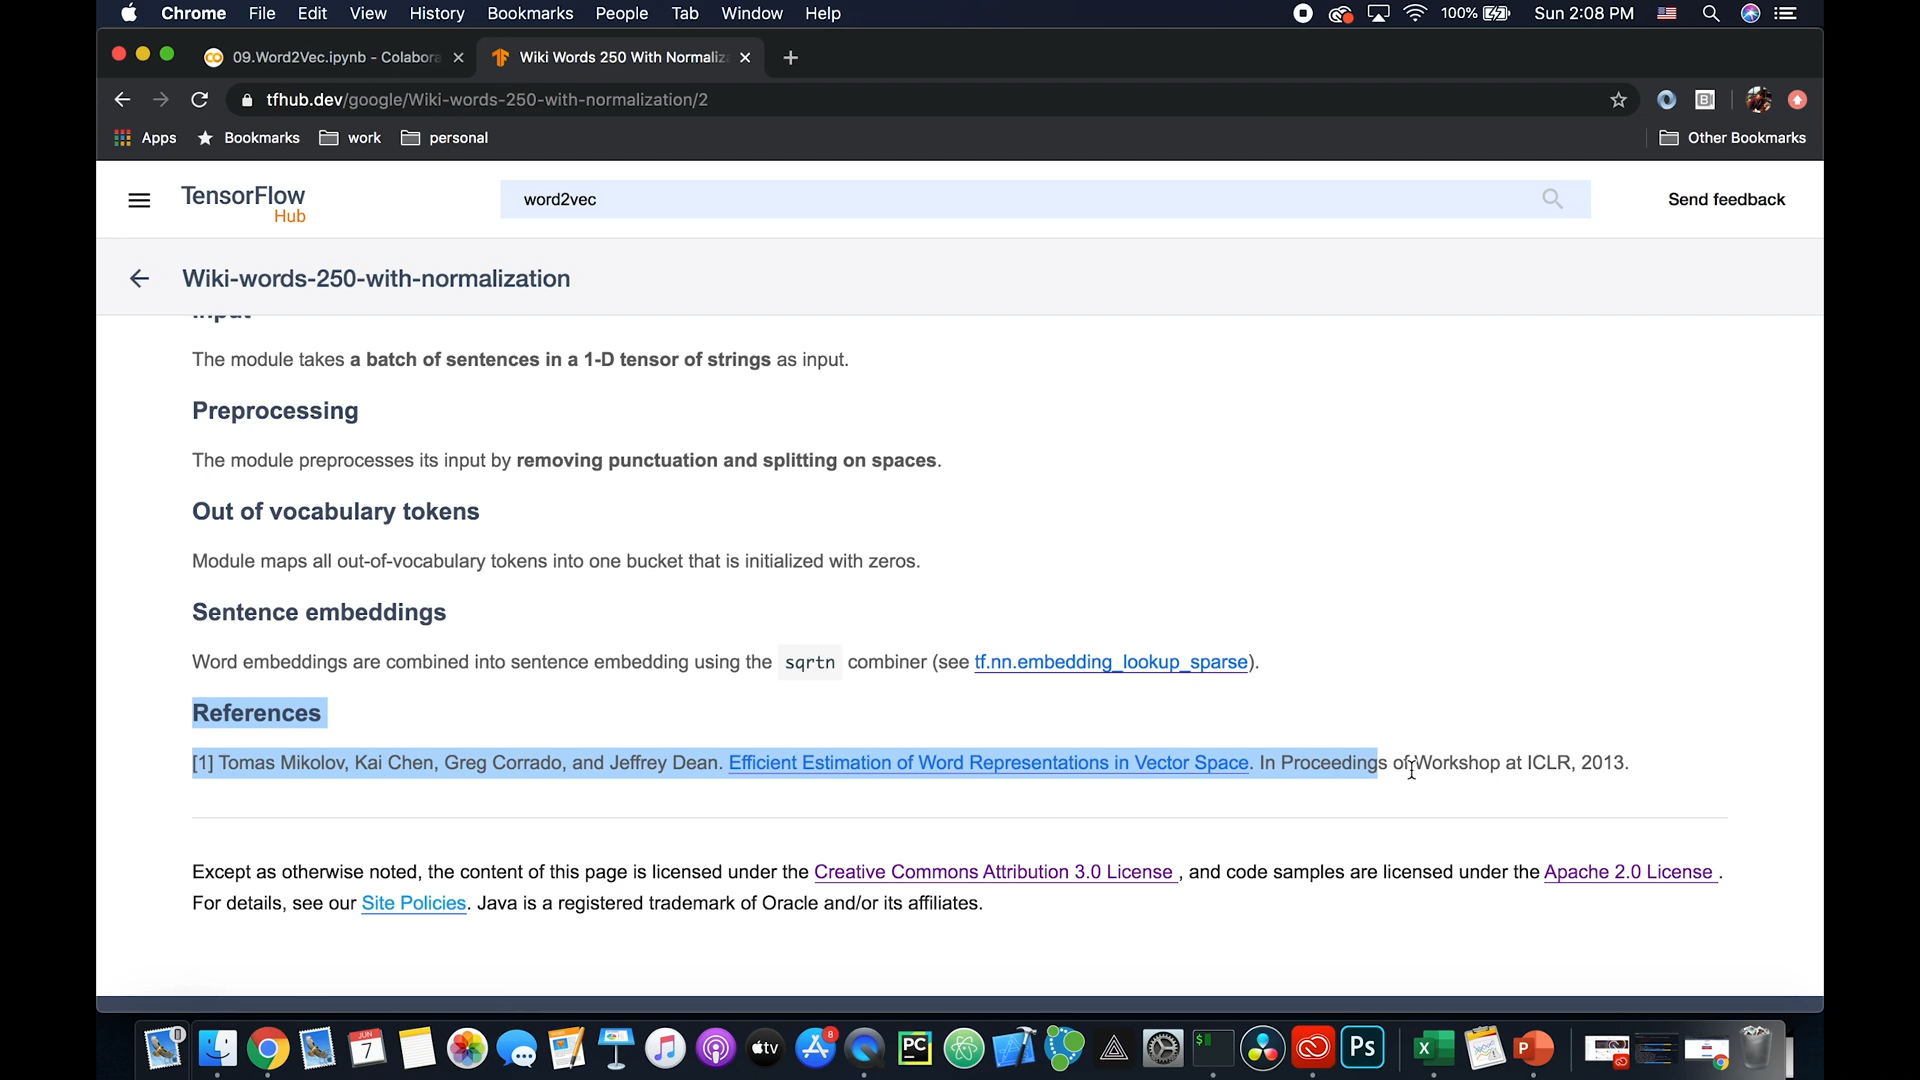 Chrome File Edit View History Bookmarks People Tab Window Help 100% Sun 2:08 PM
09.Word2Vec.ipynb - Colabora Wiki Words 250 With Normaliz
tfhub.dev/google/Wiki-words-250-with-normalization/2
Apps Bookmarks work personal Other Bookmarks
TensorFlow
Hub
word2vec
Send feedback
Wiki-words-250-with-normalization
Input
The module takes a batch of sentences in a 1-D tensor of strings as input.
Preprocessing
The module preprocesses its input by removing punctuation and splitting on spaces.
Out of vocabulary tokens
Module maps all out-of-vocabulary tokens into one bucket that is initialized with zeros.
Sentence embeddings
Word embeddings are combined into sentence embedding using the sqrtn combiner (see tf.nn.embedding_lookup_sparse).
References
[1] Tomas Mikolov, Kai Chen, Greg Corrado, and Jeffrey Dean. Efficient Estimation of Word Representations in Vector Space. In Proceedings of Workshop at ICLR, 2013.
Except as otherwise noted, the content of this page is licensed under the Creative Commons Attribution 3.0 License , and code samples are licensed under the Apache 2.0 License .
For details, see our Site Policies. Java is a registered trademark of Oracle and/or its affiliates.
JUN
7
tv
8
PC
$
Ps
X
P